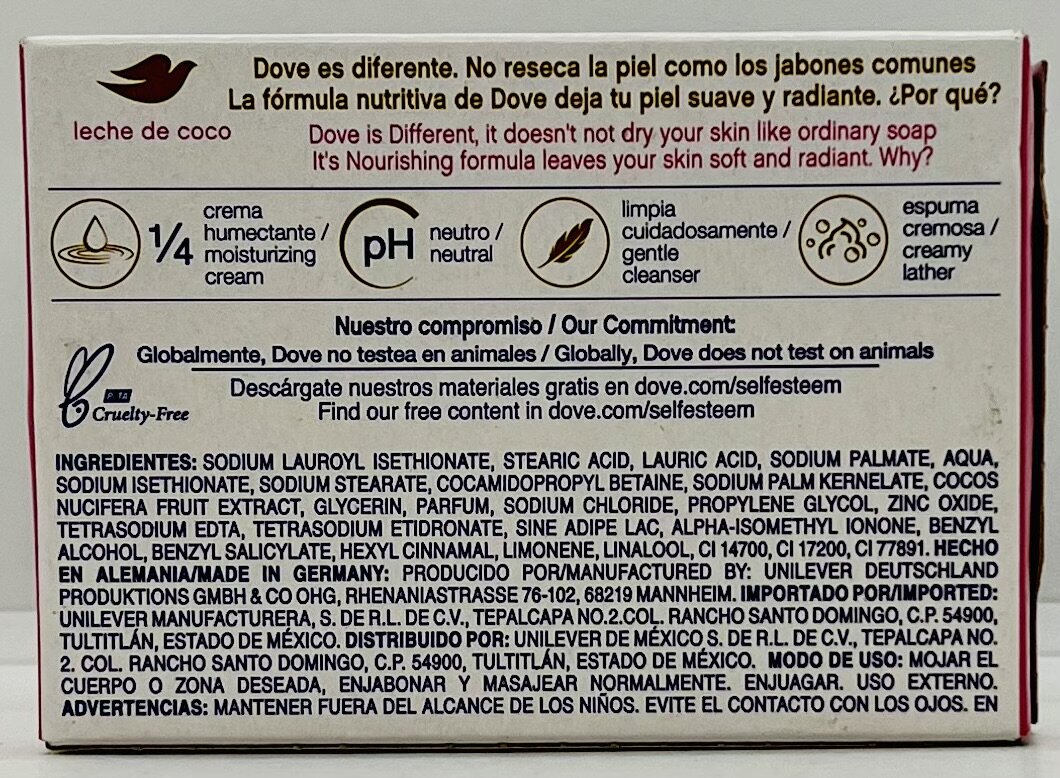 Dove es diferente. No reseca la piel como los jabones comunes
La fórmula nutritiva de Dove deja tu piel suave y radiante. ¿Por qué?
leche de coco
Dove is Different, it doesn't not dry your skin like ordinary soap
It's Nourishing formula leaves your skin soft and radiant. Why?
1/4
crema
humectante /
moisturizing
cream
pH
neutro /
neutral
limpia
cuidadosamente /
gentle
cleanser
espuma
cremosa /
creamy
lather
Nuestro compromiso / Our Commitment:
Globalmente, Dove no testea en animales / Globally, Dove does not test on animals
PETA
Cruelty-Free
Descárgate nuestros materiales gratis en dove.com/selfesteem
Find our free content in dove.com/selfesteem
INGREDIENTES: SODIUM LAUROYL ISETHIONATE, STEARIC ACID, LAURIC ACID, SODIUM PALMATE, AQUA,
SODIUM ISETHIONATE, SODIUM STEARATE, COCAMIDOPROPYL BETAINE, SODIUM PALM KERNELATE, COCOS
NUCIFERA FRUIT EXTRACT, GLYCERIN, PARFUM, SODIUM CHLORIDE, PROPYLENE GLYCOL, ZINC OXIDE,
TETRASODIUM EDTA, TETRASODIUM ETIDRONATE, SINE ADIPE LAC, ALPHA-ISOMETHYL IONONE, BENZYL
ALCOHOL, BENZYL SALICYLATE, HEXYL CINNAMAL, LIMONENE, LINALOOL, CI 14700, CI 17200, CI 77891. HECHO
EN ALEMANIA/MADE IN GERMANY: PRODUCIDO POR/MANUFACTURED BY: UNILEVER DEUTSCHLAND
PRODUKTIONS GMBH & CO OHG, RHENANIASTRASSE 76-102, 68219 MANNHEIM. IMPORTADO POR/IMPORTED:
UNILEVER MANUFACTURERA, S. DE R.L. DE C.V., TEPALCAPA NO.2.COL. RANCHO SANTO DOMINGO, C.P. 54900,
TULTITLÁN, ESTADO DE MÉXICO. DISTRIBUIDO POR: UNILEVER DE MÉXICO S. DE R.L. DE C.V., TEPALCAPA NO.
2. COL. RANCHO SANTO DOMINGO, C.P. 54900, TULTITLÁN, ESTADO DE MÉXICO. MODO DE USO: MOJAR EL
CUERPO O ZONA DESEADA, ENJABONAR Y MASAJEAR NORMALMENTE. ENJUAGAR. USO EXTERNO.
ADVERTENCIAS: MANTENER FUERA DEL ALCANCE DE LOS NIÑOS. EVITE EL CONTACTO CON LOS OJOS. EN